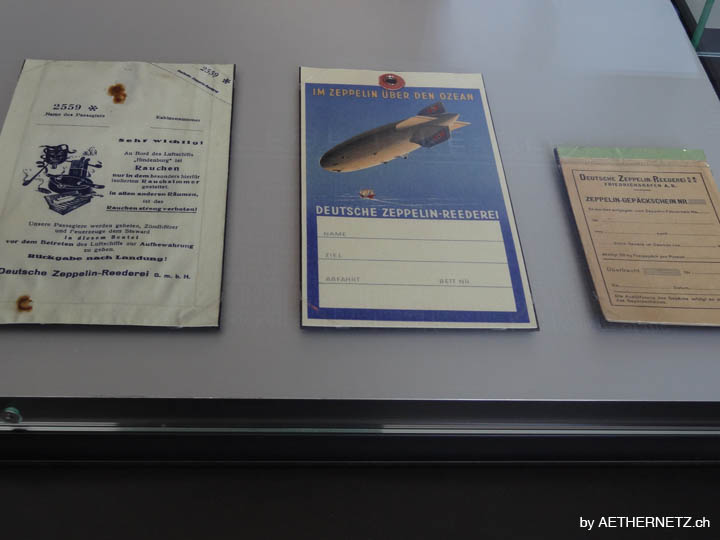 2559 *
2559 *
Name des Passagiers Kabinennummer
Sehr wichtig!
An Bord des Luftschiffs
„Hindenburg" ist
Rauchen
nur in dem besonders hierfür
isolierten Rauchzimmer
gestattet.
In allen anderen Räumen,
ist das
Rauchen streng verboten!
Unsere Passagiere werden gebeten, Zündhölzer
und Feuerzeuge dem Steward
in diesem Beutel
vor dem Betreten des Luftschiffs zur Aufbewahrung
zu geben.
Rückgabe nach Landung!
Deutsche Zeppelin-Reederei G. m. b. H.
IM ZEPPELIN ÜBER DEN OZEAN
DEUTSCHE ZEPPELIN-REEDEREI
NAME
ZIEL
ABFAHRT BETT NR.
DEUTSCHE ZEPPELIN-REEDEREI
FRIEDRICHSHAFEN A. B.
ZEPPELIN-GEPÄCKSCHEIN NR.
nach
Übergewicht
Datum
by AETHERNETZ.ch